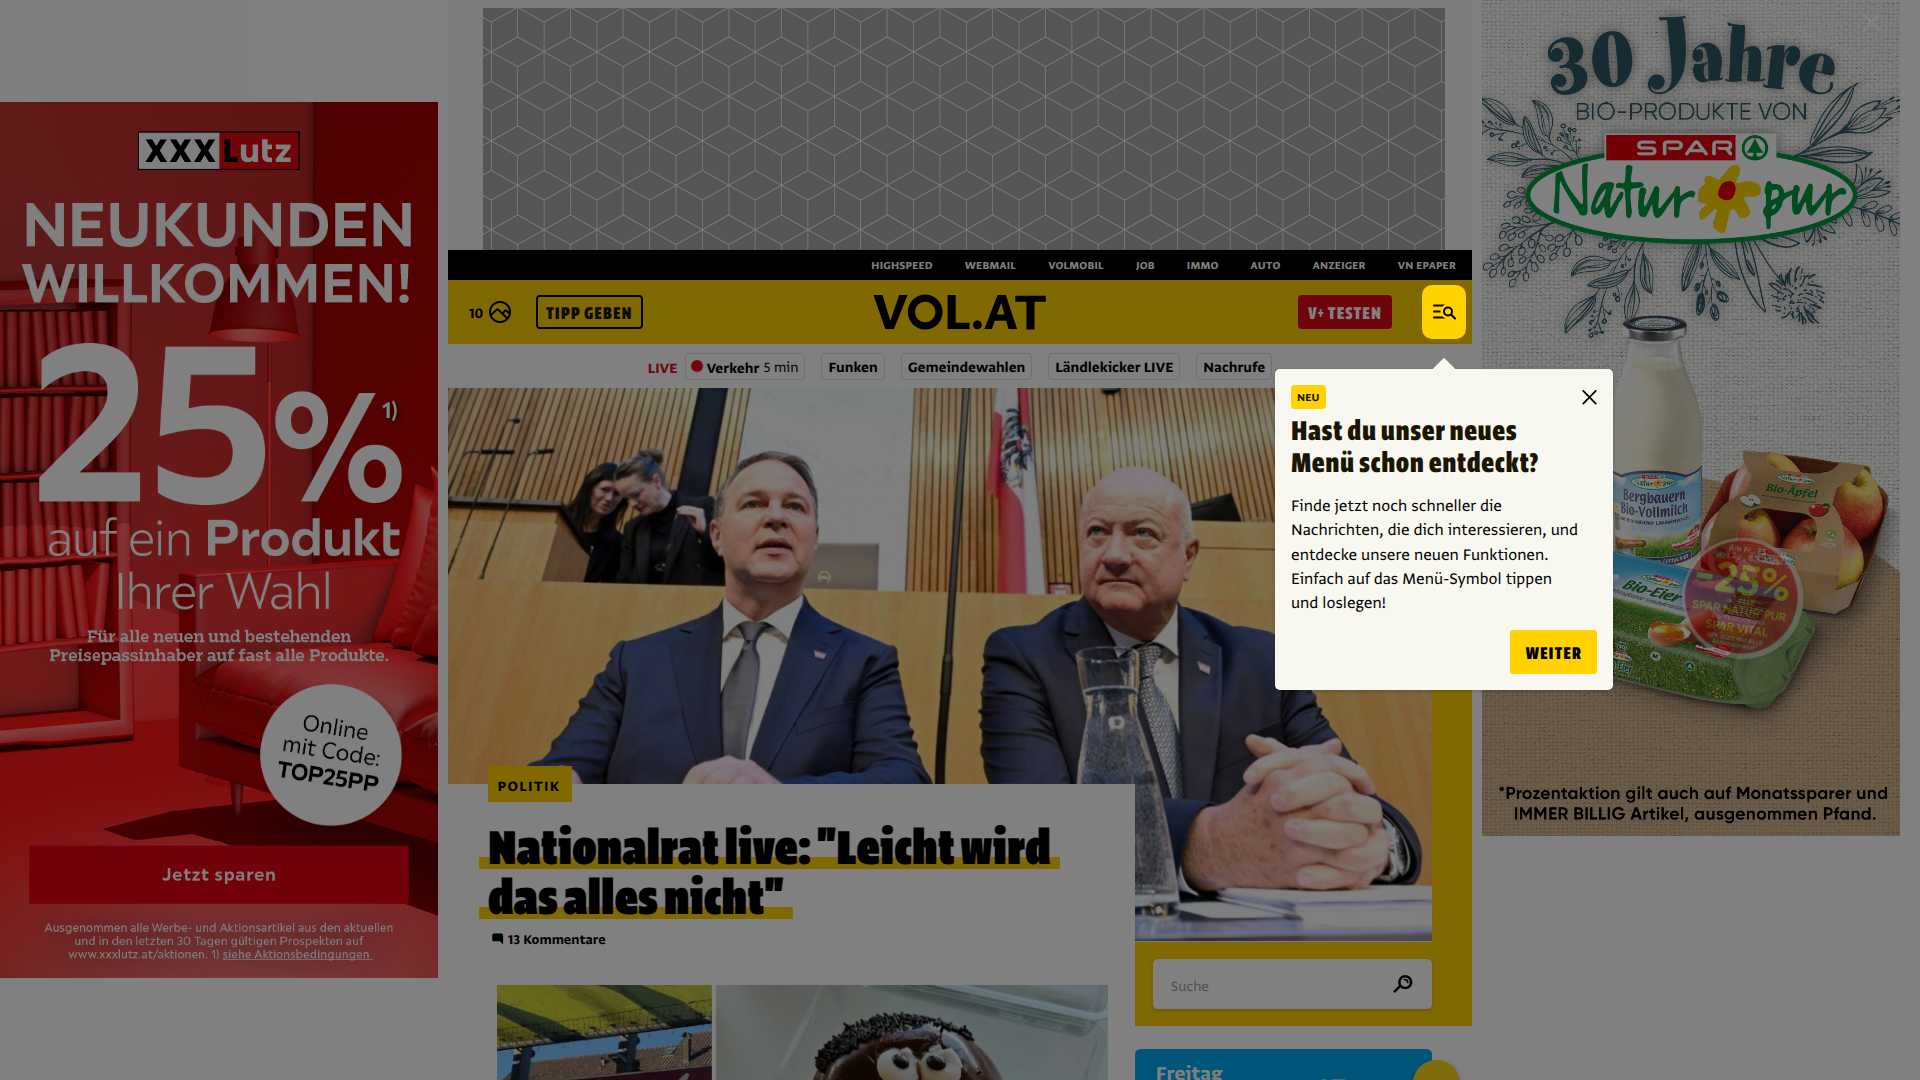 XXXLutz
NEUKUNDEN
WILLKOMMEN!
25%1)
auf ein Produkt
Ihrer Wahl
Für alle neuen und bestehenden
Preisepassinhaber auf fast alle Produkte.
Online
mit Code:
TOP25PP
Jetzt sparen
Ausgenommen alle Werbe- und Aktionsartikel aus den aktuellen
und in den letzten 30 Tagen gültigen Prospekten auf
www.xxxlutz.at/aktionen. 1) siehe Aktionsbedingungen
HIGHSPEED WEBMAIL VOLMOBIL JOB IMMO AUTO ANZEIGER VN EPAPER
10 TIPP GEBEN VOL.AT V+ TESTEN
LIVE Verkehr 5 min Funken Gemeindewahlen Ländlekicker LIVE Nachrufe
NEU
Hast du unser neues
Menü schon entdeckt?
Finde jetzt noch schneller die
Nachrichten, die dich interessieren, und
entdecke unsere neuen Funktionen.
Einfach auf das Menü-Symbol tippen
und loslegen!
WEITER
POLITIK
Nationalrat live: "Leicht wird
das alles nicht"
13 Kommentare
Suche
Freitag
30 Jahre
BIO-PRODUKTE VON
SPAR
Natur pur
Natur pur
Bergbauern
Bio-Vollmilch
Bio-Äpfel
Bio-Eier
-25%
SPAR NATUR PUR
SPAR VITAL
*Prozentaktion gilt auch auf Monatssparer und
IMMER BILLIG Artikel, ausgenommen Pfand.